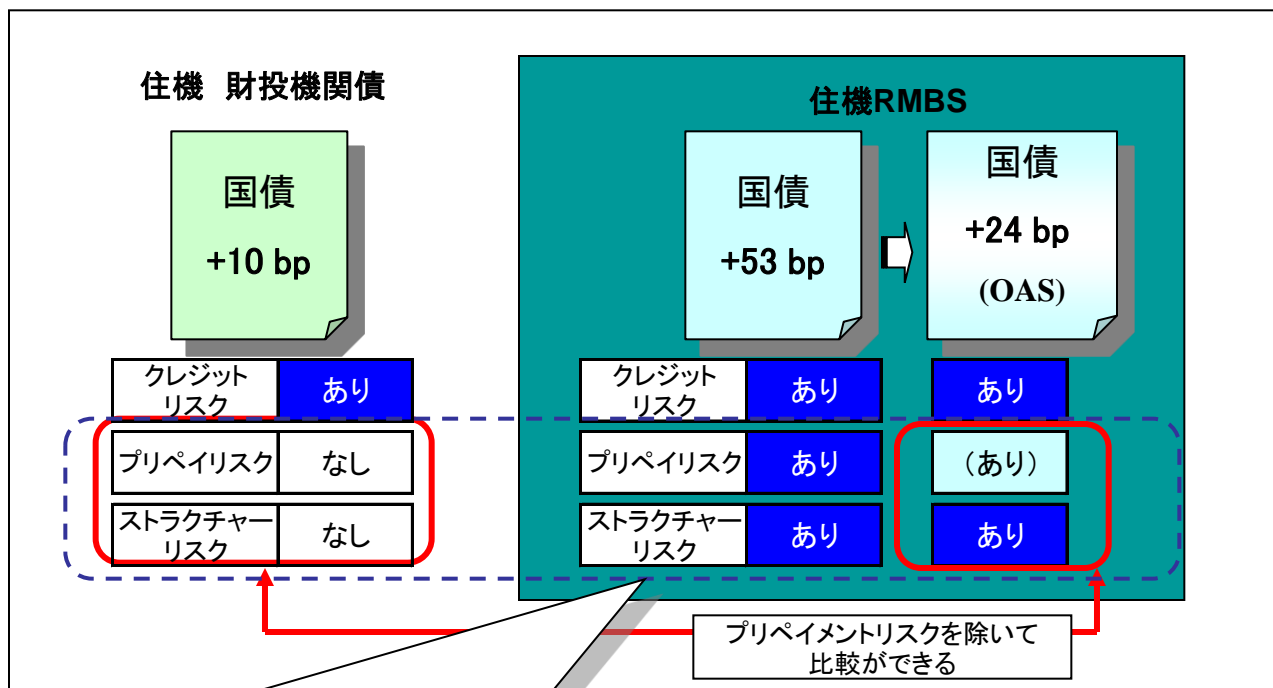 住機 財投機関債
国債
+10 bp
クレジット
リスク
あり
プリペイリスク
なし
ストラクチャー
リスク
なし
住機RMBS
国債
+53 bp
国債
+24 bp
(OAS)
クレジット
リスク
あり
あり
プリペイリスク
あり
（あり）
ストラクチャー
リスク
あり
あり
プリペイメントリスクを除いて
比較ができる